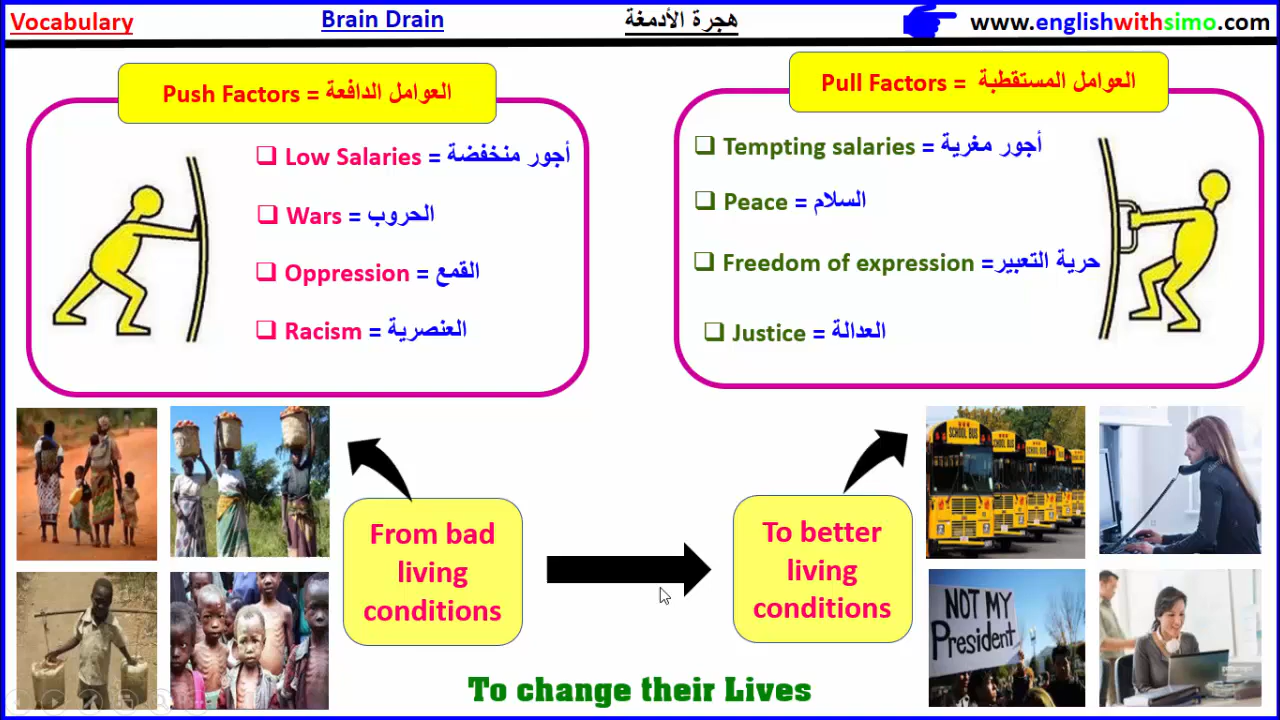 Vocabulary
Brain Drain
هجرة الأدمغة
www.englishwithsimo.com
Push Factors = العوامل الدافعة
Low Salaries = أجور منخفضة
Wars = الحروب
Oppression = القمع
Racism = العنصرية
Pull Factors = العوامل المستقطبة
Tempting salaries = أجور مغرية
Peace = السلام
Freedom of expression =حرية التعبير
Justice = العدالة
From bad
living
conditions
To better
living
conditions
SCHOOL BUS
SCHOOL BUS
NOT MY
President
To change their Lives